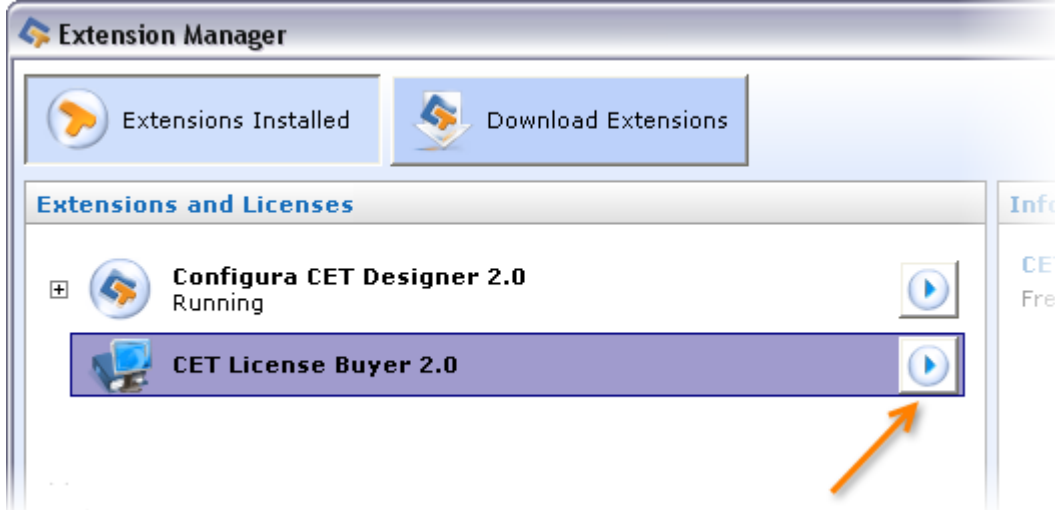 Extension Manager
Extensions Installed
Download Extensions
Extensions and Licenses
Configura CET Designer 2.0
Running
CET License Buyer 2.0